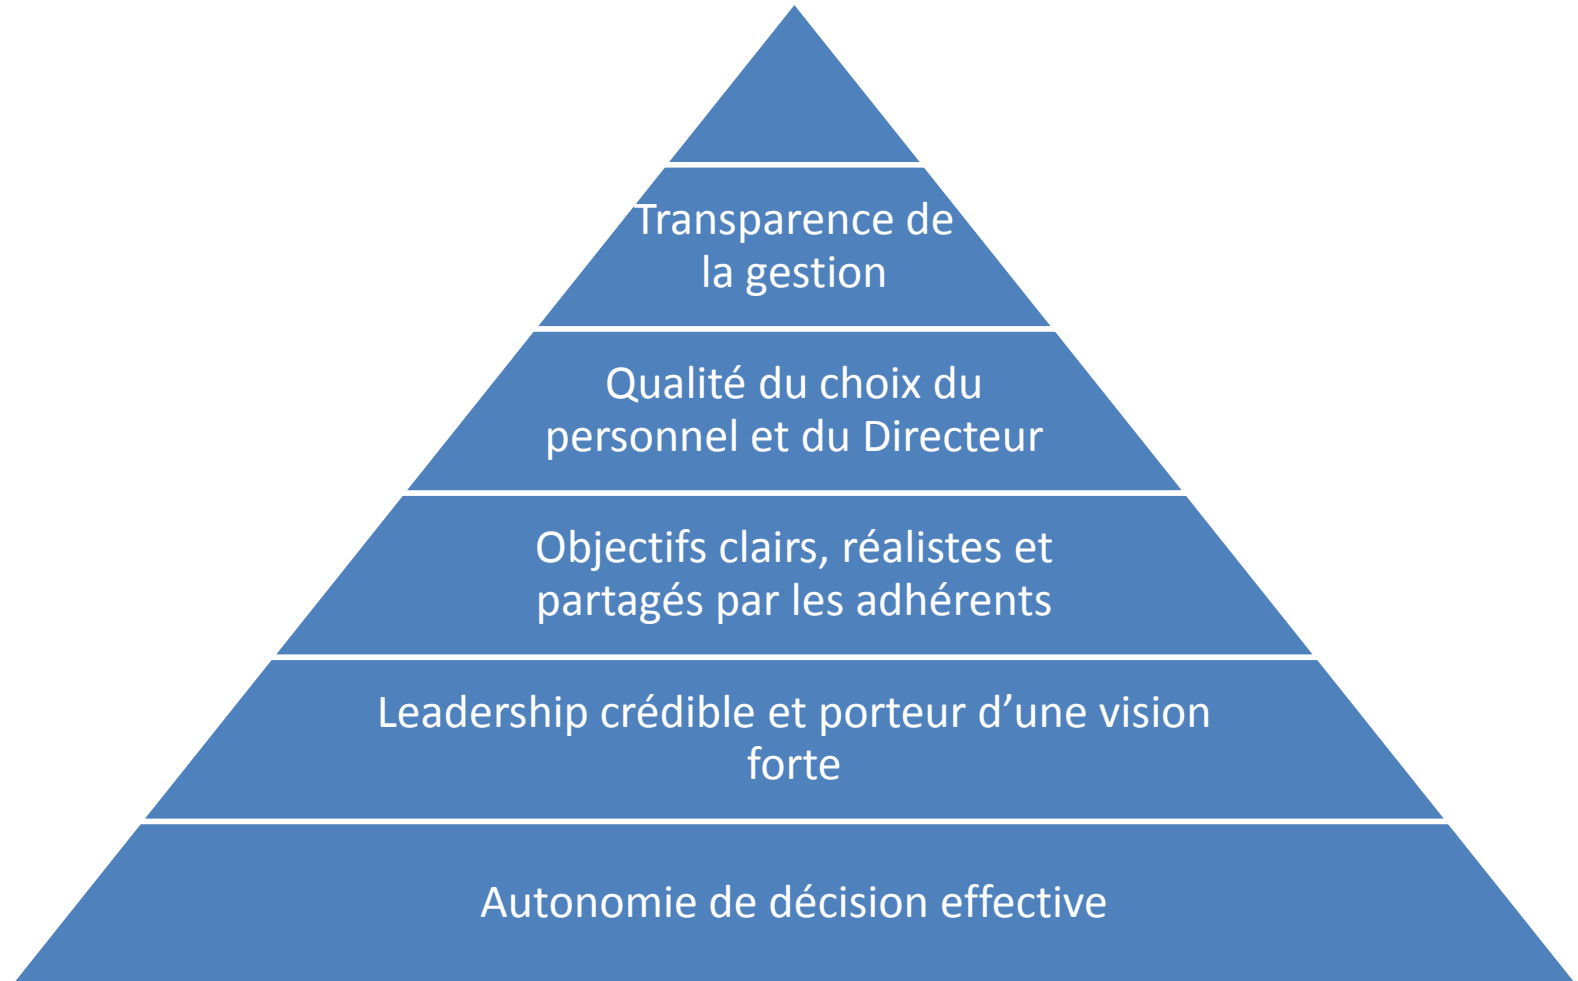 Transparence de
la gestion
Qualité du choix du
personnel et du Directeur
Objectifs clairs, réalistes et
partagés par les adhérents
Leadership crédible et porteur d’une vision
forte
Autonomie de décision effective